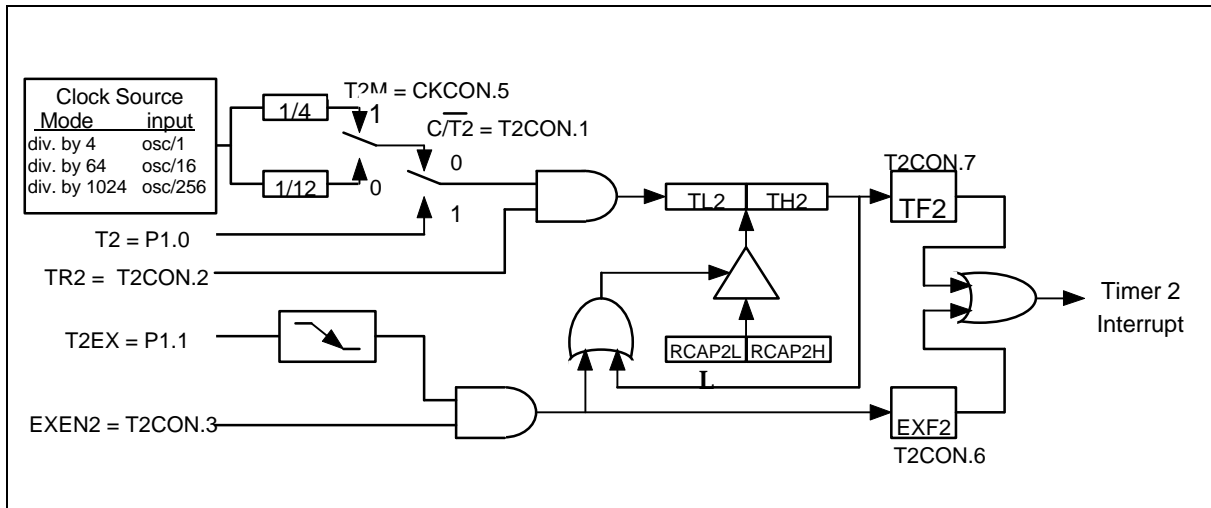 Clock Source
Mode input
div. by 4 osc/1
div. by 64 osc/16
div. by 1024 osc/256
1/4
1/12
T2M = CKCON.5
1
0
C/T2 = T2CON.1
0
1
T2 = P1.0
TR2 = T2CON.2
T2EX = P1.1
EXEN2 = T2CON.3
TL2 TH2
RCAP2L RCAP2H
L
T2CON.7
TF2
EXF2
T2CON.6
Timer 2
Interrupt